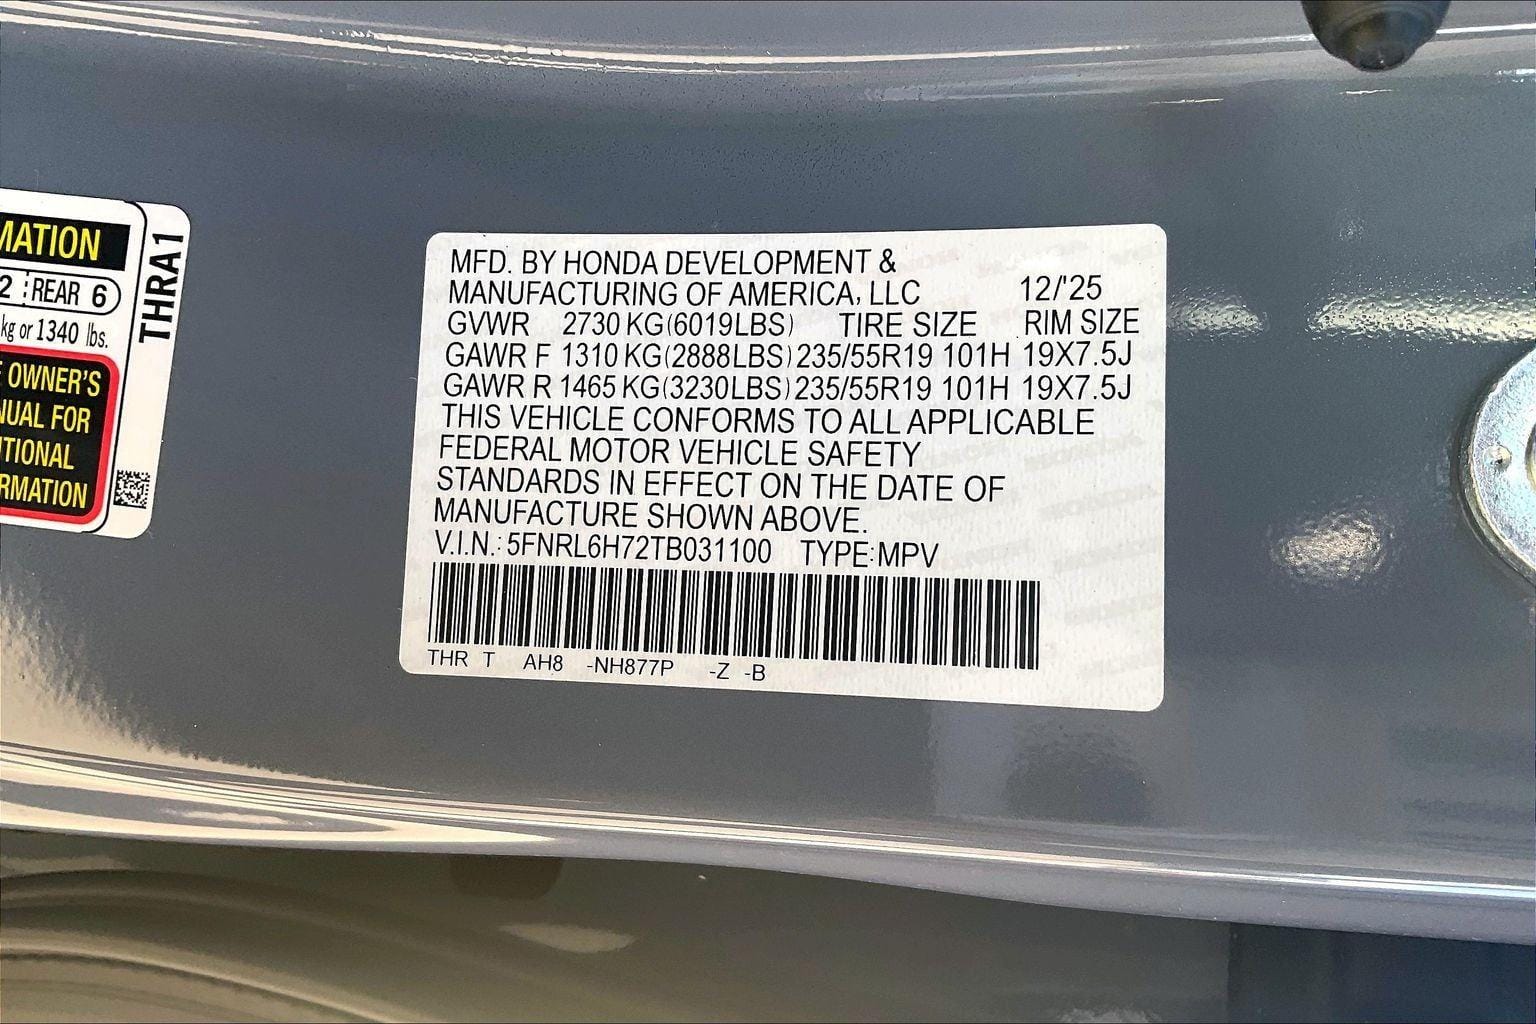 MATION
2 REAR 6
kg or 1340 lbs.
OWNER'S
NUAL FOR
ITIONAL
RMATION
THRA1
MFD. BY HONDA DEVELOPMENT &
MANUFACTURING OF AMERICA, LLC 12/'25
GVWR 2730 KG(6019LBS) TIRE SIZE RIM SIZE
GAWR F 1310 KG(2888LBS) 235/55R19 101H 19X7.5J
GAWR R 1465 KG(3230LBS) 235/55R19 101H 19X7.5J
THIS VEHICLE CONFORMS TO ALL APPLICABLE
FEDERAL MOTOR VEHICLE SAFETY
STANDARDS IN EFFECT ON THE DATE OF
MANUFACTURE SHOWN ABOVE.
V.I.N.: 5FNRL6H72TB031100 TYPE:MPV
THR T AH8 -NH877P -Z -B